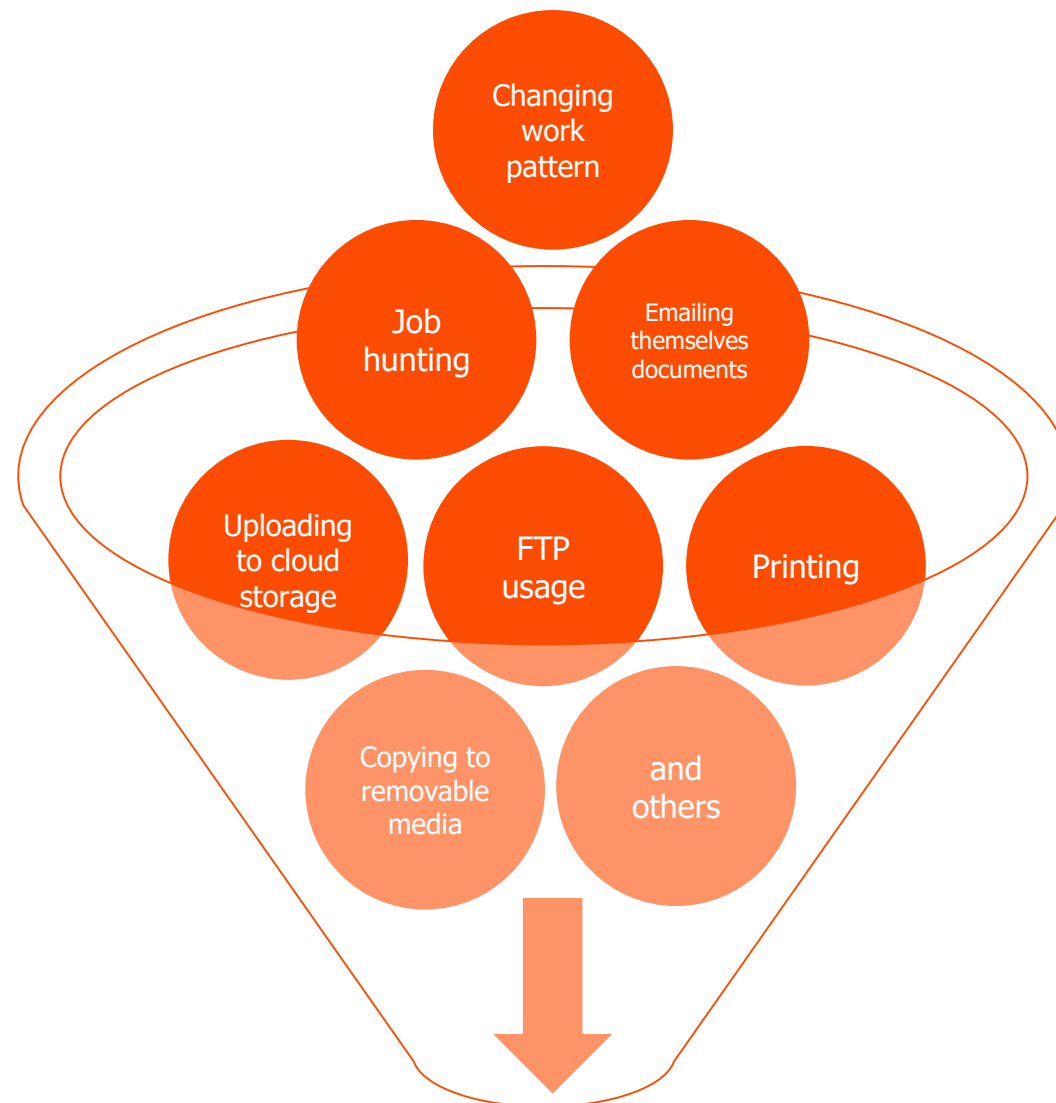 Changing
work
pattern
Job
hunting
Emailing
themselves
documents
Uploading
to cloud
storage
FTP
usage
Printing
Copying to
removable
media
and
others